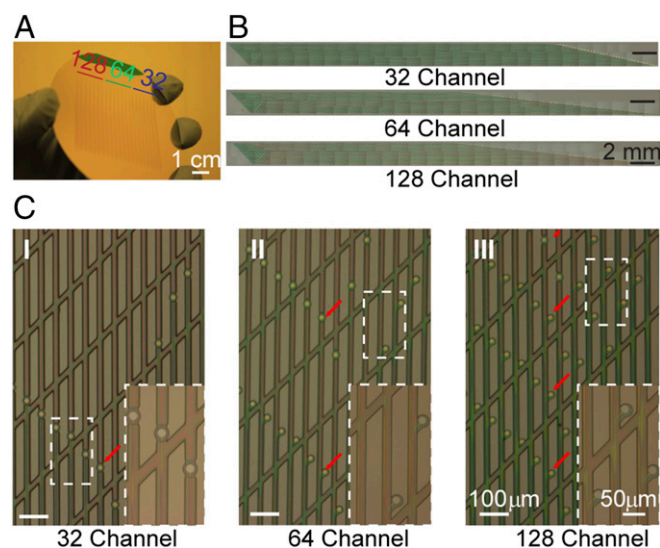 A
128 64 32
1 cm
B
32 Channel
64 Channel
2 mm
128 Channel
C
I
II
III
100μm
50μm
32 Channel
64 Channel
128 Channel